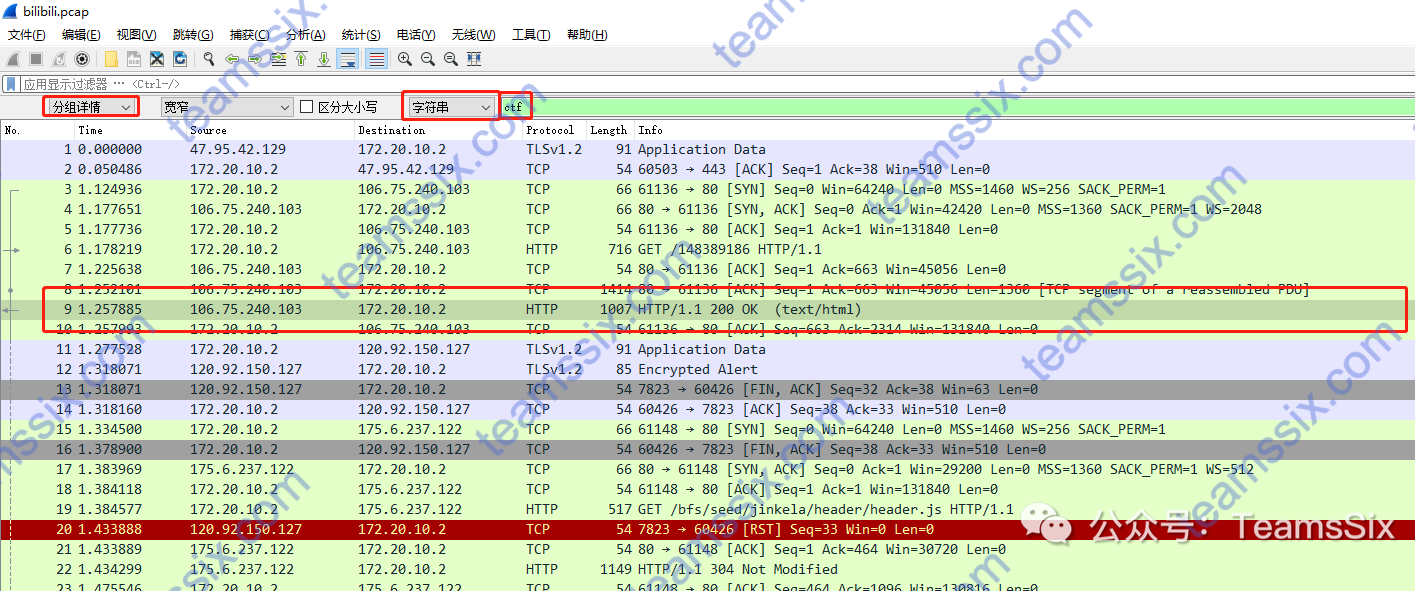 bilibili.pcap
文件(F) 编辑(E) 视图(V) 跳转(G) 捕获(C) 分析(A) 统计(S) 电话(Y) 无线(W) 工具(T) 帮助(H)
应用显示过滤器 … <Ctrl-/>
分组详情 宽窄 区分大小写 字符串 ctf
No. Time Source Destination Protocol Length Info
1 0.000000 47.95.42.129 172.20.10.2 TLSv1.2 91 Application Data
2 0.050486 172.20.10.2 47.95.42.129 TCP 54 60503 → 443 [ACK] Seq=1 Ack=38 Win=510 Len=0
3 1.124936 172.20.10.2 106.75.240.103 TCP 66 61136 → 80 [SYN] Seq=0 Win=64240 Len=0 MSS=1460 WS=256 SACK_PERM=1
4 1.177651 106.75.240.103 172.20.10.2 TCP 66 80 → 61136 [SYN, ACK] Seq=0 Ack=1 Win=42420 Len=0 MSS=1360 SACK_PERM=1 WS=2048
5 1.177736 172.20.10.2 106.75.240.103 TCP 54 61136 → 80 [ACK] Seq=1 Ack=1 Win=131840 Len=0
6 1.178219 172.20.10.2 106.75.240.103 HTTP 716 GET /148389186 HTTP/1.1
7 1.225638 106.75.240.103 172.20.10.2 TCP 54 80 → 61136 [ACK] Seq=1 Ack=663 Win=45056 Len=0
8 1.252101 106.75.240.103 172.20.10.2 TCP 1414 80 → 61136 [ACK] Seq=1 Ack=663 Win=45056 Len=1360 [TCP segment of a reassembled PDU]
9 1.257885 106.75.240.103 172.20.10.2 HTTP 1007 HTTP/1.1 200 OK (text/html)
10 1.257993 172.20.10.2 106.75.240.103 TCP 54 61136 → 80 [ACK] Seq=663 Ack=2314 Win=131840 Len=0
11 1.277528 172.20.10.2 120.92.150.127 TLSv1.2 91 Application Data
12 1.318071 120.92.150.127 172.20.10.2 TLSv1.2 85 Encrypted Alert
13 1.318071 120.92.150.127 172.20.10.2 TCP 54 7823 → 60426 [FIN, ACK] Seq=32 Ack=38 Win=63 Len=0
14 1.318160 172.20.10.2 120.92.150.127 TCP 54 60426 → 7823 [ACK] Seq=38 Ack=33 Win=510 Len=0
15 1.334500 172.20.10.2 175.6.237.122 TCP 66 61148 → 80 [SYN] Seq=0 Win=64240 Len=0 MSS=1460 WS=256 SACK_PERM=1
16 1.378900 172.20.10.2 120.92.150.127 TCP 54 60426 → 7823 [FIN, ACK] Seq=38 Ack=33 Win=510 Len=0
17 1.383969 175.6.237.122 172.20.10.2 TCP 66 80 → 61148 [SYN, ACK] Seq=0 Ack=1 Win=29200 Len=0 MSS=1360 SACK_PERM=1 WS=512
18 1.384118 172.20.10.2 175.6.237.122 TCP 54 61148 → 80 [ACK] Seq=1 Ack=1 Win=131840 Len=0
19 1.384577 172.20.10.2 175.6.237.122 HTTP 517 GET /bfs/seed/jinkela/header/header.js HTTP/1.1
20 1.433888 120.92.150.127 172.20.10.2 TCP 54 7823 → 60426 [RST] Seq=33 Win=0 Len=0
21 1.433889 175.6.237.122 172.20.10.2 TCP 54 80 → 61148 [ACK] Seq=1 Ack=464 Win=30720 Len=0
22 1.434299 175.6.237.122 172.20.10.2 HTTP 1149 HTTP/1.1 304 Not Modified
23 1.475546 172.20.10.2 175.6.237.122 TCP 54 61148 → 80 [ACK] Seq=464 Ack=1096 Win=130816 Len=0
teamssix.com
公众号: TeamsSix